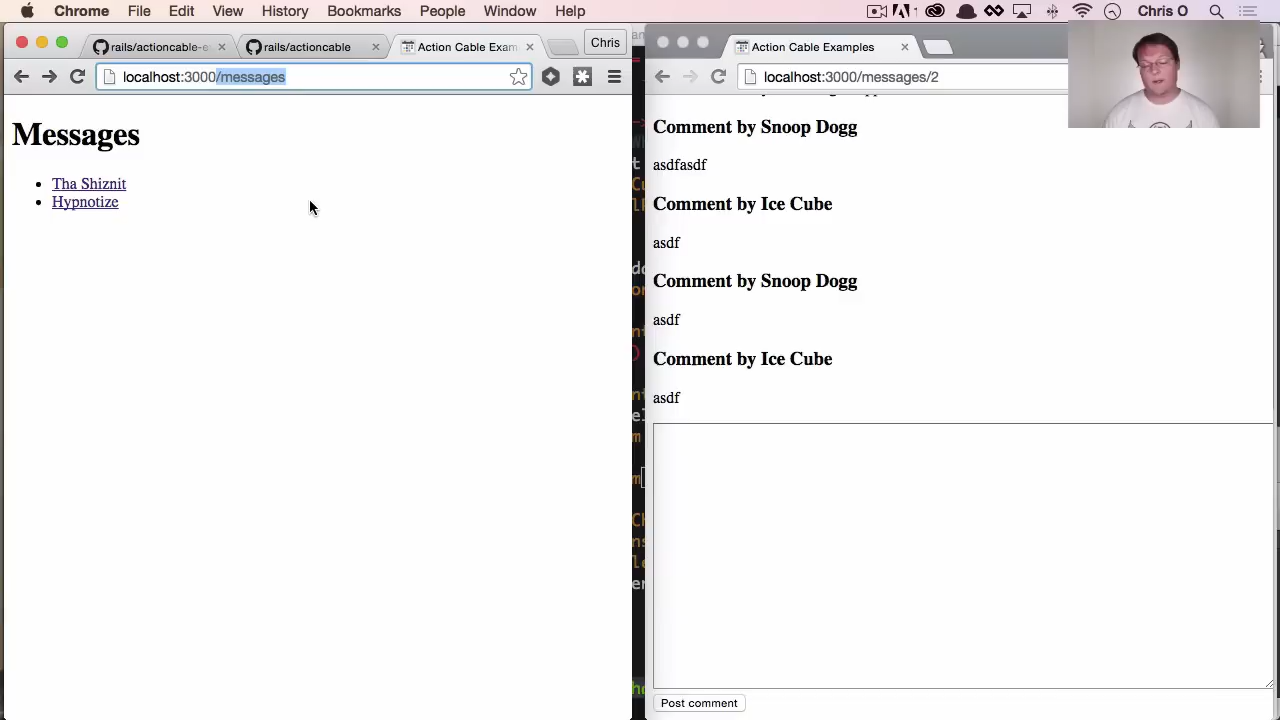 Chrome File Edit View History Bookmarks People Window Help Chris O
rails/actioncable rails/actioncable Action Cable Exam Chris
localhost:3000/messages
Messages
Tha Shiznit
Hypnotize
Action Cable Examples
localhost:3000/messages/2
Comment by Snoop Dogg
asdfasdf
Comment by Ice Cube
asdf
Comment by Snoop Dogg
asdf
Comment by Ice Cube
asdf
Post comment